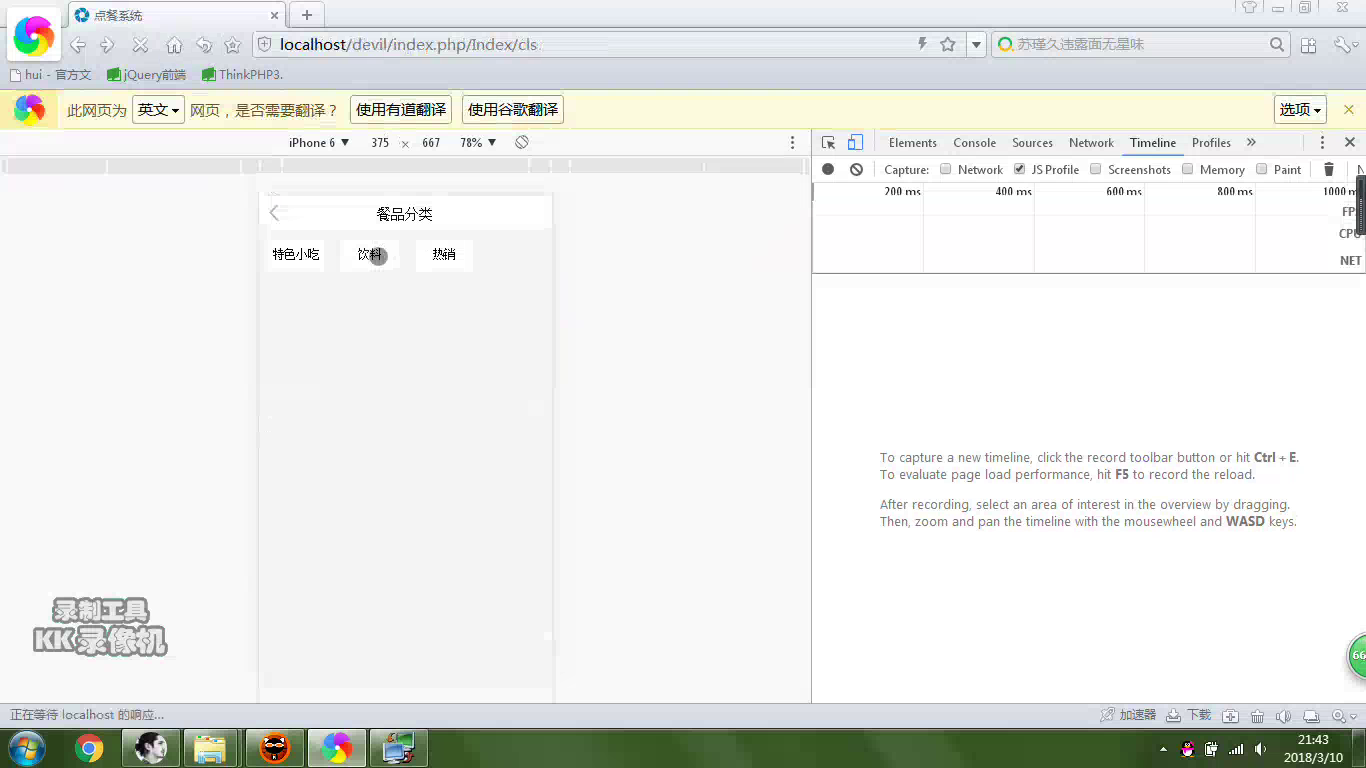 点餐系统
localhost/devil/index.php/Index/cls
苏瑾久违露面无星味
hui - 官方文 jQuery前端 ThinkPHP3.
此网页为 英文 网页，是否需要翻译？ 使用有道翻译 使用谷歌翻译 选项
iPhone 6 375 × 667 78%
Elements Console Sources Network Timeline Profiles »
Capture: Network JS Profile Screenshots Memory Paint
200 ms 400 ms 600 ms 800 ms 1000 m
FP
CPU
NET
餐品分类
特色小吃 饮料 热销
To capture a new timeline, click the record toolbar button or hit Ctrl + E.
To evaluate page load performance, hit F5 to record the reload.
After recording, select an area of interest in the overview by dragging.
Then, zoom and pan the timeline with the mousewheel and WASD keys.
录制工具
KK录像机
66
正在等待 localhost 的响应... 加速器 下载
21:43
2018/3/10